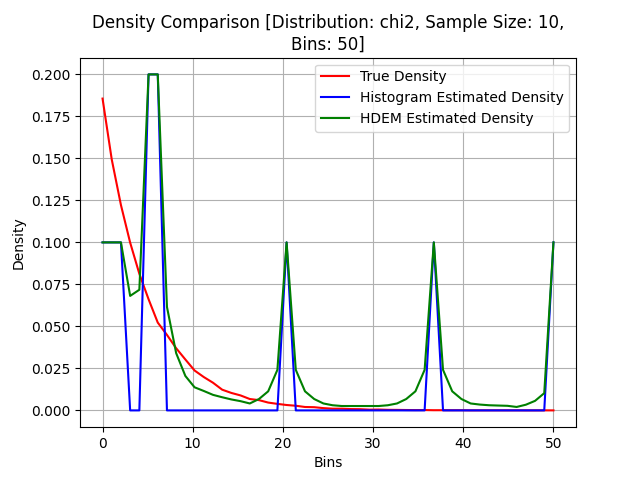 Density Comparison [Distribution: chi2, Sample Size: 10,
Bins: 50]
True Density
Histogram Estimated Density
HDEM Estimated Density
Density
0.200
0.175
0.150
0.125
0.100
0.075
0.050
0.025
0.000
0 10 20 30 40 50
Bins